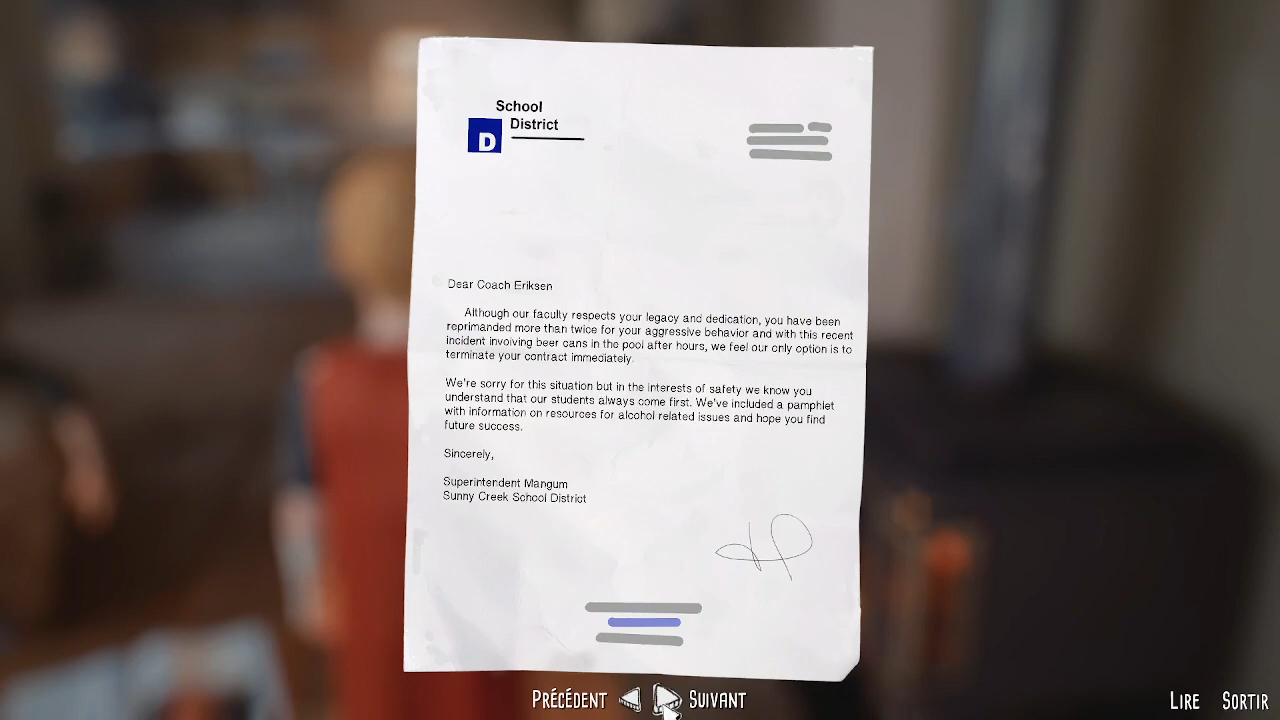 School
District
D
Dear Coach Eriksen
Although our faculty respects your legacy and dedication, you have been
reprimanded more than twice for your aggressive behavior and with this recent
incident involving beer cans in the pool after hours, we feel our only option is to
terminate your contract immediately.
We're sorry for this situation but in the interests of safety we know you
understand that our students always come first. We've included a pamphlet
with information on resources for alcohol related issues and hope you find
future success.
Sincerely,
Superintendent Mangum
Sunny Creek School District
PRÉCÉDENT
SUIVANT
LIRE
SORTIR